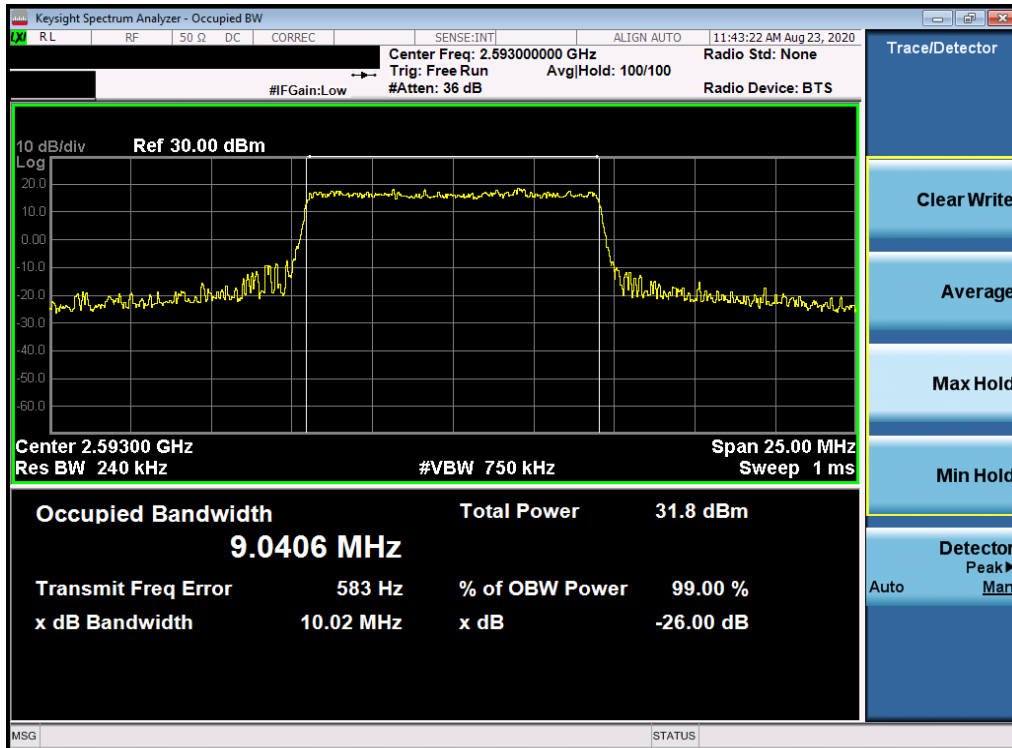 Keysight Spectrum Analyzer - Occupied BW
LXI RL RF 50 Ω DC CORREC SENSE:INT ALIGN AUTO 11:43:22 AM Aug 23, 2020
Center Freq: 2.593000000 GHz Radio Std: None
Trig: Free Run Avg|Hold: 100/100
#IFGain:Low #Atten: 36 dB Radio Device: BTS
10 dB/div Ref 30.00 dBm
Log
20.0
10.0
0.00
-10.0
-20.0
-30.0
-40.0
-50.0
-60.0
Center 2.59300 GHz Span 25.00 MHz
Res BW 240 kHz #VBW 750 kHz Sweep 1 ms
Occupied Bandwidth Total Power 31.8 dBm
9.0406 MHz
Transmit Freq Error 583 Hz % of OBW Power 99.00 %
x dB Bandwidth 10.02 MHz x dB -26.00 dB
MSG STATUS
Trace/Detector
Clear Write
Average
Max Hold
Min Hold
Detector
Peak
Auto Man